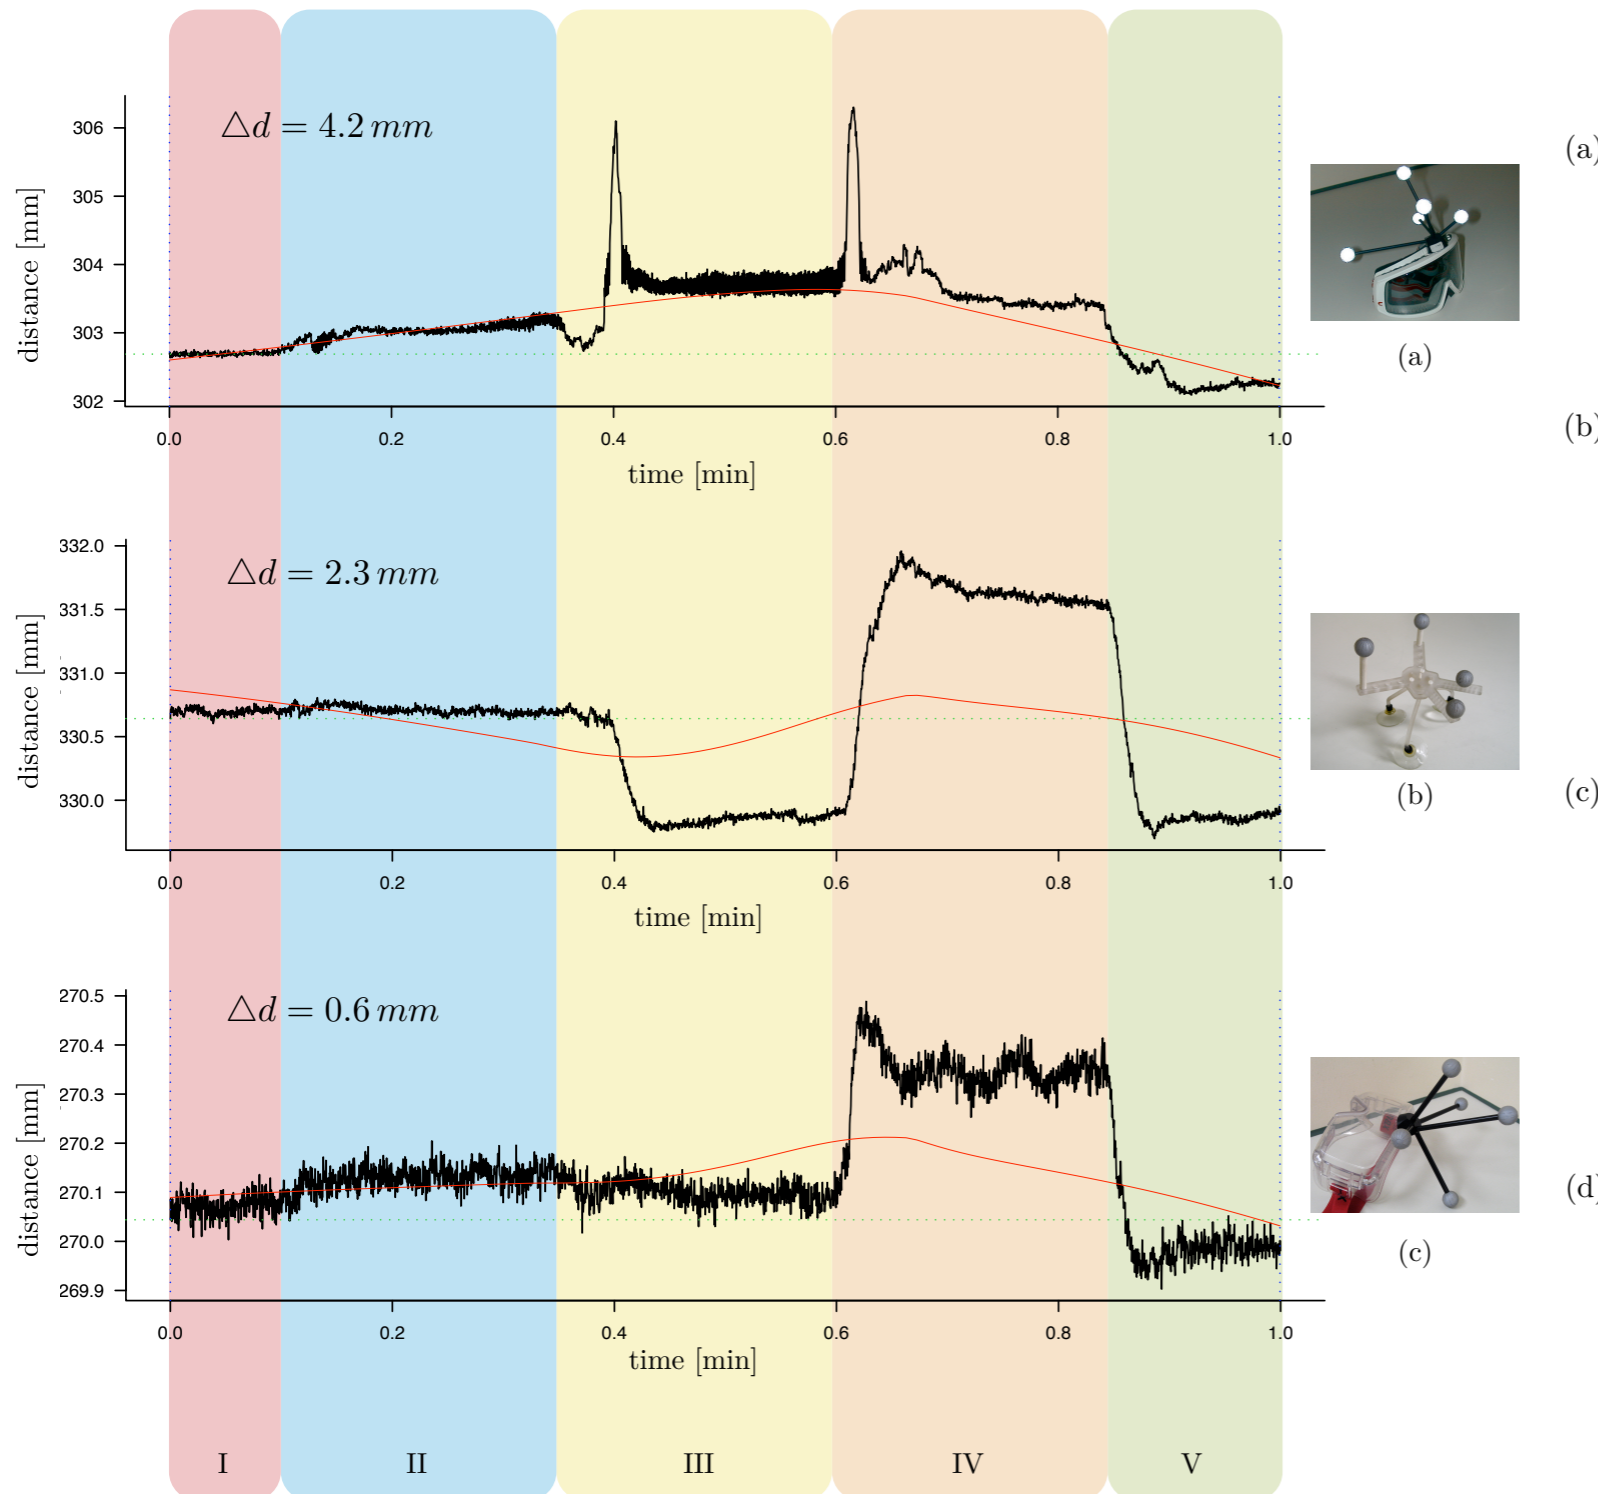 △d = 4.2 mm
306
305
304
303
302
distance [mm]
0.0 0.2 0.4 0.6 0.8 1.0
time [min]
(a)
(a)
(b)
△d = 2.3 mm
332.0
331.5
331.0
330.5
330.0
distance [mm]
0.0 0.2 0.4 0.6 0.8 1.0
time [min]
(b)
(c)
△d = 0.6 mm
270.5
270.4
270.3
270.2
270.1
270.0
269.9
distance [mm]
0.0 0.2 0.4 0.6 0.8 1.0
time [min]
(c)
(d)
I II III IV V